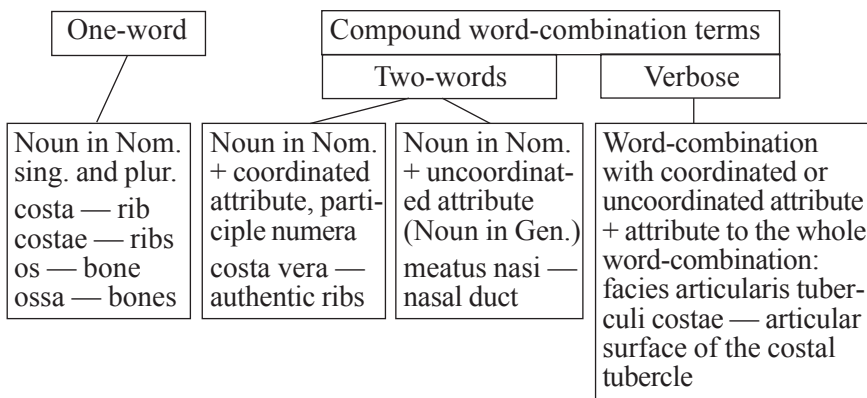 One-word
Compound word-combination terms
Two-words
Verbose
Noun in Nom.
sing. and plur.
costa — rib
costae — ribs
os — bone
ossa — bones
Noun in Nom.
+ coordinated
attribute, parti-
ciple numera
costa vera —
authentic ribs
Noun in Nom.
+ uncoordinat-
ed attribute
(Noun in Gen.)
meatus nasi —
nasal duct
Word-combination
with coordinated or
uncoordinated attribute
+ attribute to the whole
word-combination:
facies articularis tuber-
culi costae — articular
surface of the costal
tubercle